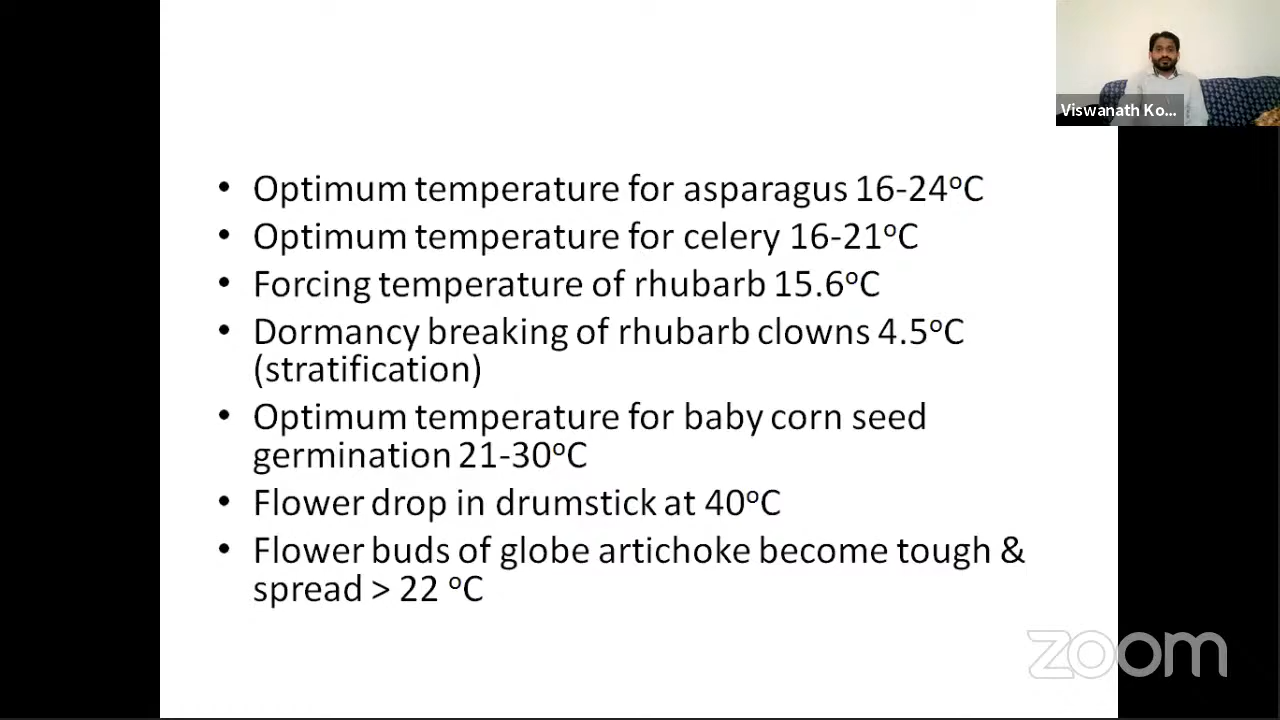 Viswanath Ko...
• Optimum temperature for asparagus 16-24°C
• Optimum temperature for celery 16-21°C
• Forcing temperature of rhubarb 15.6°C
• Dormancy breaking of rhubarb clowns 4.5°C
(stratification)
• Optimum temperature for baby corn seed
germination 21-30°C
• Flower drop in drumstick at 40°C
• Flower buds of globe artichoke become tough &
spread > 22 °C
zoom